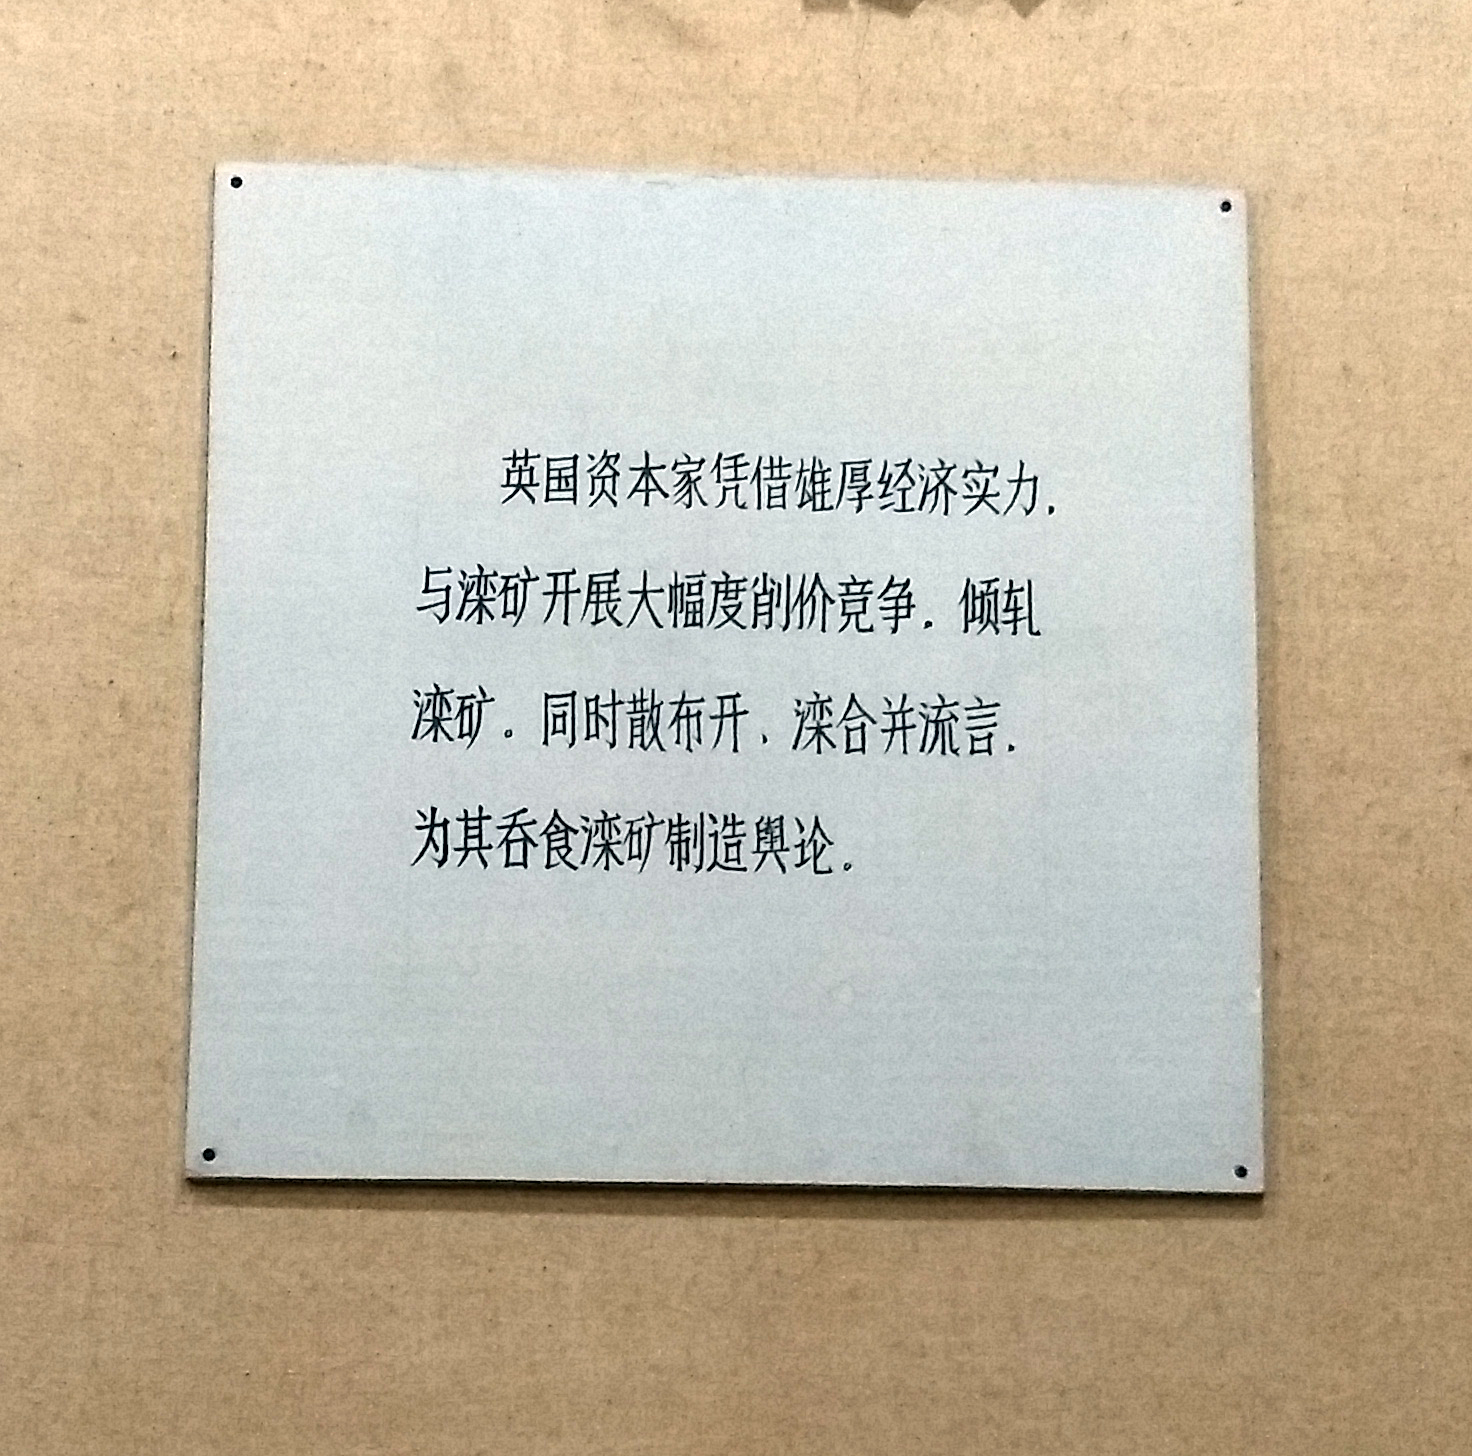 英国资本家凭借雄厚经济实力，
与滦矿开展大幅度削价竞争，倾轧
滦矿。同时散布开、滦合并流言，
为其吞食滦矿制造舆论。